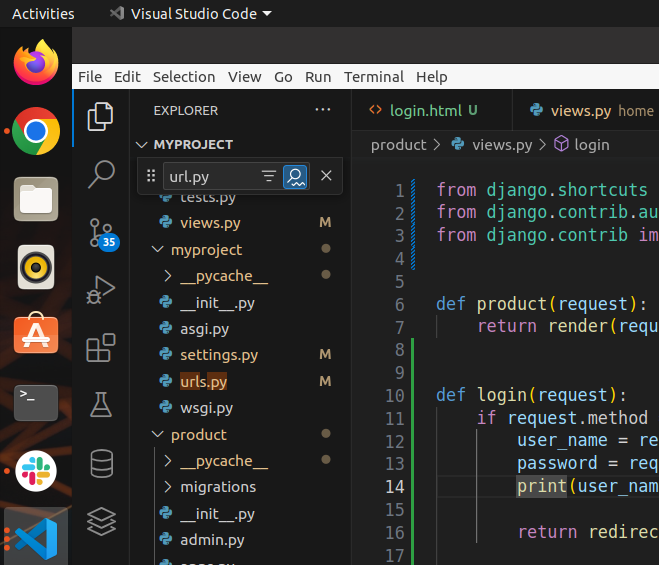 Activities Visual Studio Code
File Edit Selection View Go Run Terminal Help
EXPLORER ···
MYPROJECT
url.py
tests.py
views.py M
myproject
__pycache__
__init__.py
asgi.py
settings.py M
urls.py M
wsgi.py
product
__pycache__
migrations
__init__.py
admin.py
35
>_
login.html U
views.py home
product > views.py > login
1 from django.shortcuts
2 from django.contrib.au
3 from django.contrib im
4
5
6 def product(request):
7 return render(requ
8
9
10 def login(request):
11 if request.method
12 user_name = re
13 password = req
14 print(user_nam
15
16 return redirec
17